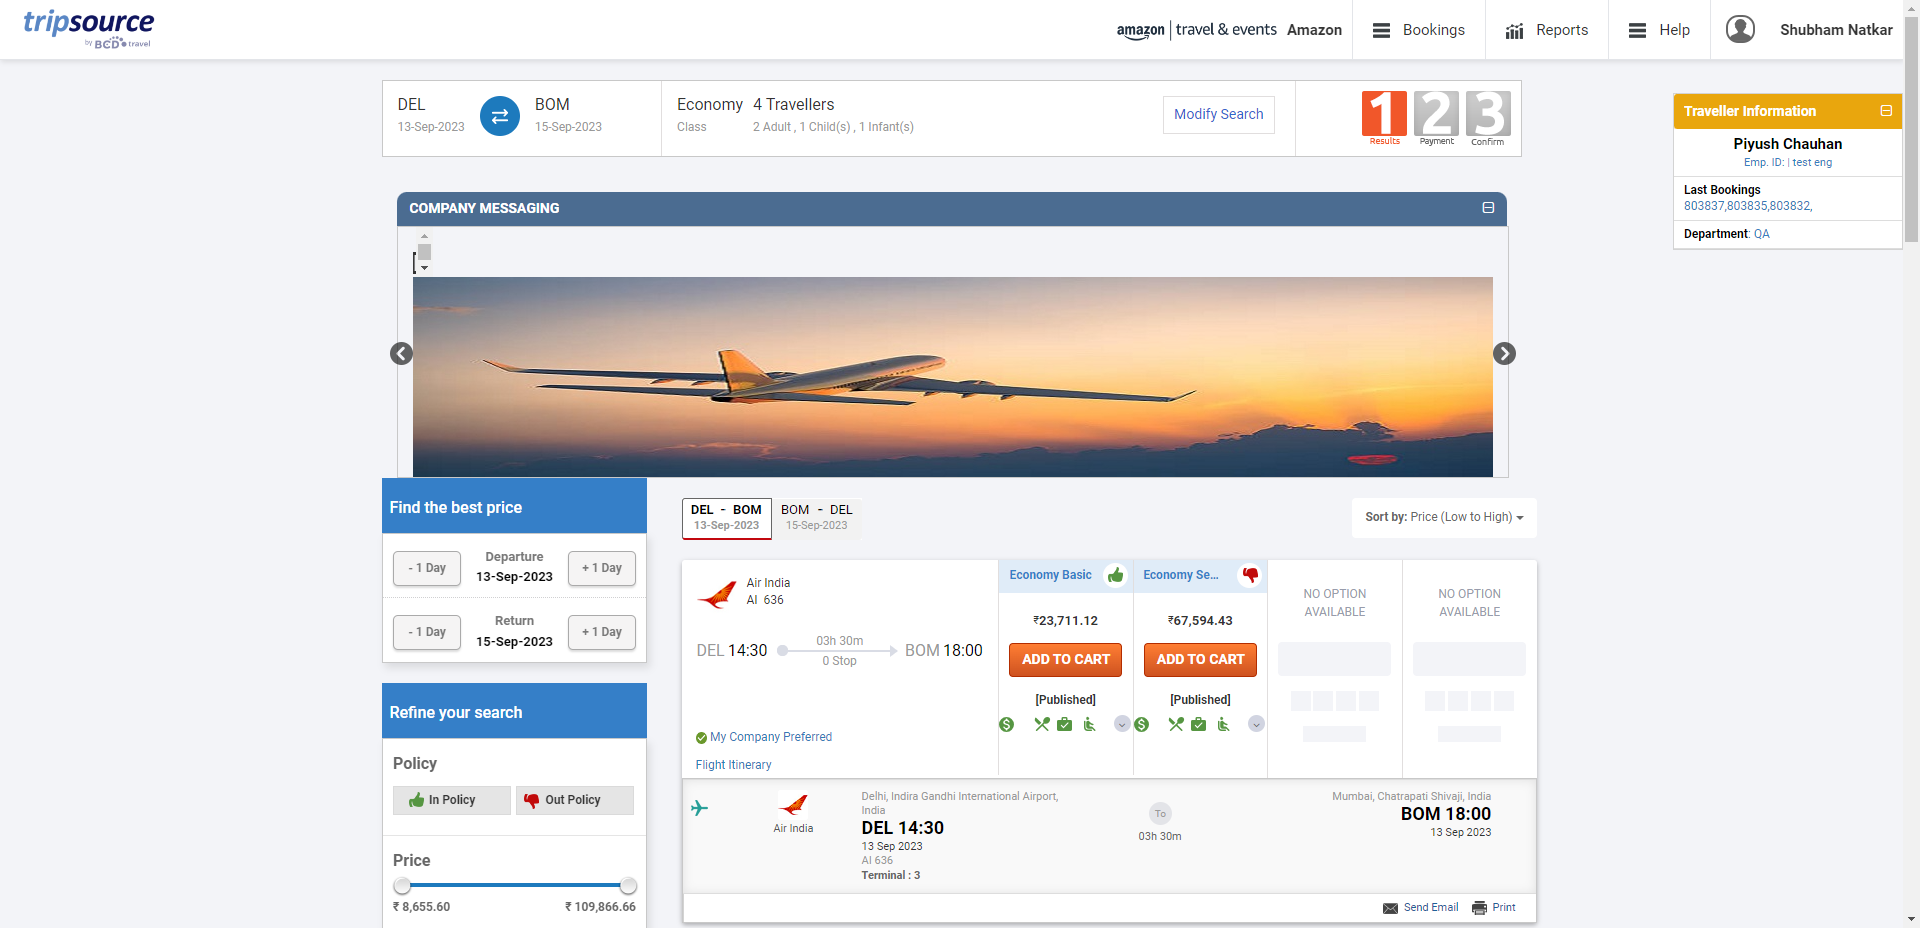 tripsource
by BCD travel
amazon | travel & events Amazon
Bookings
Reports
Help
Shubham Natkar
DEL
13-Sep-2023
BOM
15-Sep-2023
Economy
Class
4 Travellers
2 Adult , 1 Child(s) , 1 Infant(s)
Modify Search
1 2 3
Results Payment Confirm
Traveller Information
Piyush Chauhan
Emp. ID: | test eng
Last Bookings
803837,803835,803832,
Department: QA
COMPANY MESSAGING
[
Find the best price
- 1 Day
Departure
13-Sep-2023
+ 1 Day
- 1 Day
Return
15-Sep-2023
+ 1 Day
Refine your search
Policy
In Policy
Out Policy
Price
₹ 8,655.60
₹ 109,866.66
DEL - BOM
13-Sep-2023
BOM - DEL
15-Sep-2023
Sort by: Price (Low to High)
Air India
AI 636
DEL 14:30
03h 30m
0 Stop
BOM 18:00
My Company Preferred
Flight Itinerary
Economy Basic
₹23,711.12
ADD TO CART
[Published]
Economy Se...
₹67,594.43
ADD TO CART
[Published]
NO OPTION
AVAILABLE
NO OPTION
AVAILABLE
Air India
Delhi, Indira Gandhi International Airport,
India
DEL 14:30
13 Sep 2023
AI 636
Terminal : 3
To
03h 30m
Mumbai, Chatrapati Shivaji, India
BOM 18:00
13 Sep 2023
Send Email
Print